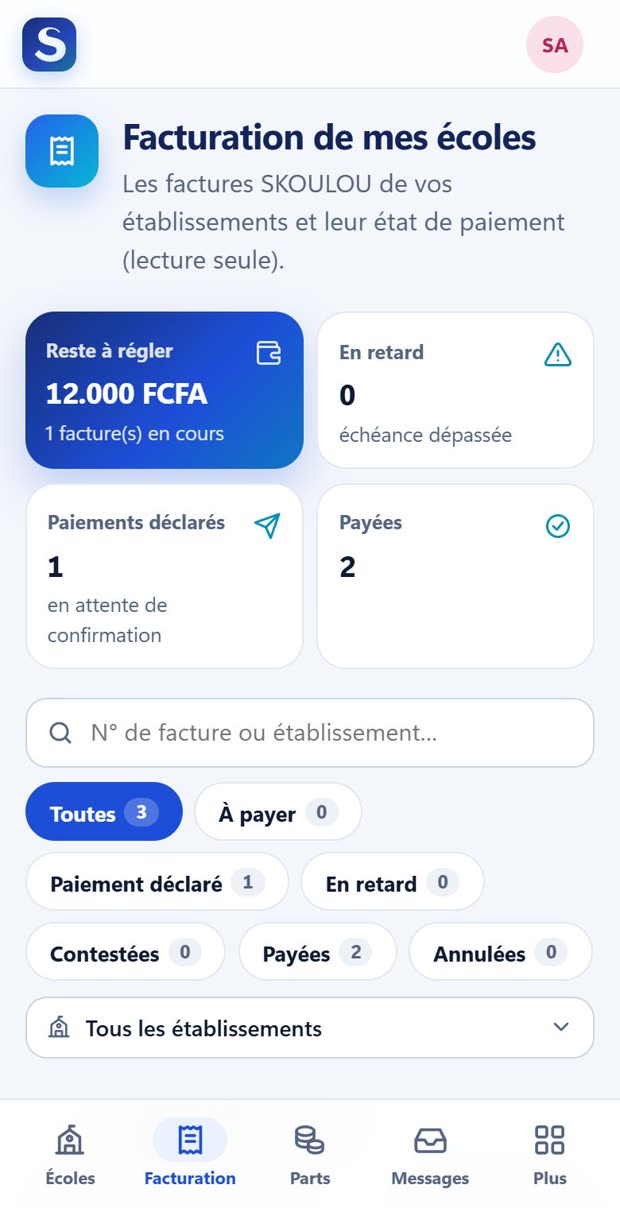 S
SA
Facturation de mes écoles
Les factures SKOULOU de vos
établissements et leur état de paiement
(lecture seule).
Reste à régler
12.000 FCFA
1 facture(s) en cours
En retard
0
échéance dépassée
Paiements déclarés
1
en attente de
confirmation
Payées
2
N° de facture ou établissement...
Toutes 3
À payer 0
Paiement déclaré 1
En retard 0
Contestées 0
Payées 2
Annulées 0
Tous les établissements
Écoles
Facturation
Parts
Messages
Plus